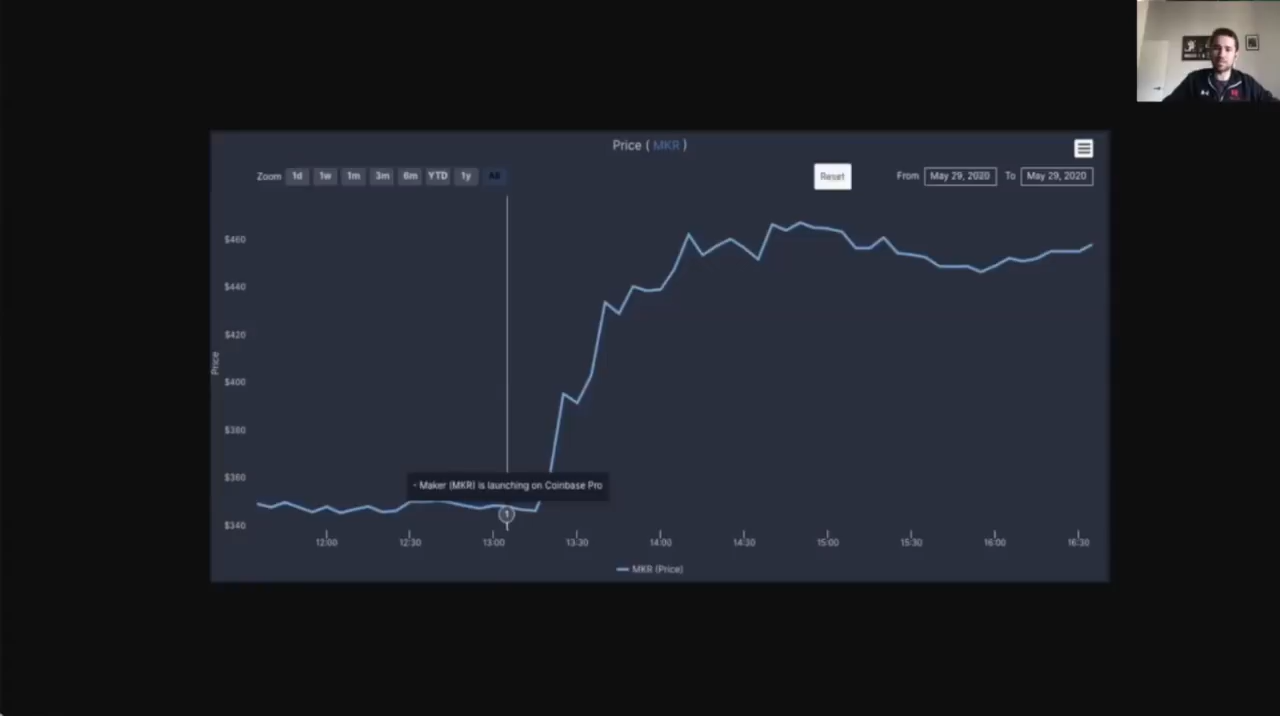 Price ( MKR )
Zoom 1d 1w 1m 3m 6m YTD 1y All Reset From May 29, 2020 To May 29, 2020
$460
$440
$420
$400
$380
$360
$340
Price
- Maker (MKR) is launching on Coinbase Pro
1
12:00 12:30 13:00 13:30 14:00 14:30 15:00 15:30 16:00 16:30
MKR (Price)